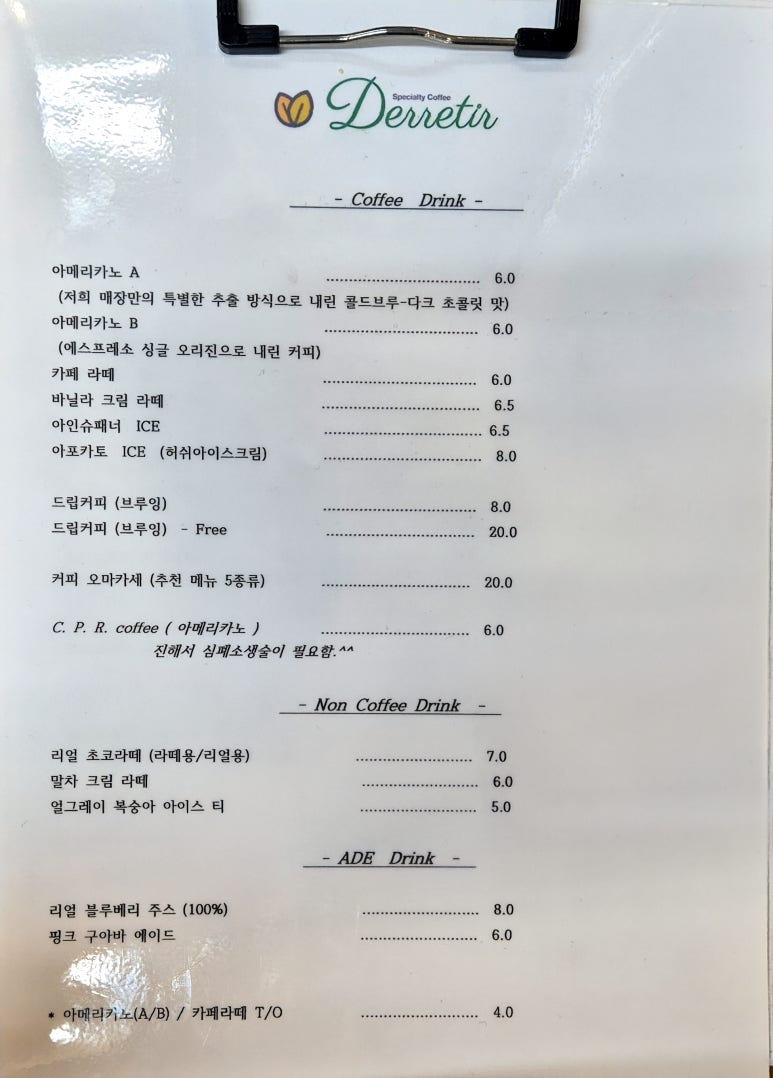 Specialty Coffee
Derretir
- Coffee Drink -
아메리카노 A ........................................ 6.0
(저희 매장만의 특별한 추출 방식으로 내린 콜드브루-다크 초콜릿 맛)
아메리카노 B ........................................ 6.0
(에스프레소 싱글 오리진으로 내린 커피)
카페 라떼 ........................................ 6.0
바닐라 크림 라떼 ........................................ 6.5
아인슈패너 ICE ........................................ 6.5
아포카토 ICE (허쉬아이스크림) ........................................ 8.0
드립커피 (브루잉) ........................................ 8.0
드립커피 (브루잉) - Free ........................................ 20.0
커피 오마카세 (추천 메뉴 5종류) ........................................ 20.0
C. P. R. coffee ( 아메리카노 ) ........................................ 6.0
진해서 심폐소생술이 필요함.^^
- Non Coffee Drink -
리얼 초코라떼 (라떼용/리얼용) ................................ 7.0
말차 크림 라떼 ................................ 6.0
얼그레이 복숭아 아이스 티 ................................ 5.0
- ADE Drink -
리얼 블루베리 주스 (100%) ................................ 8.0
핑크 구아바 에이드 ................................ 6.0
* 아메리카노(A/B) / 카페라떼 T/O ................................ 4.0